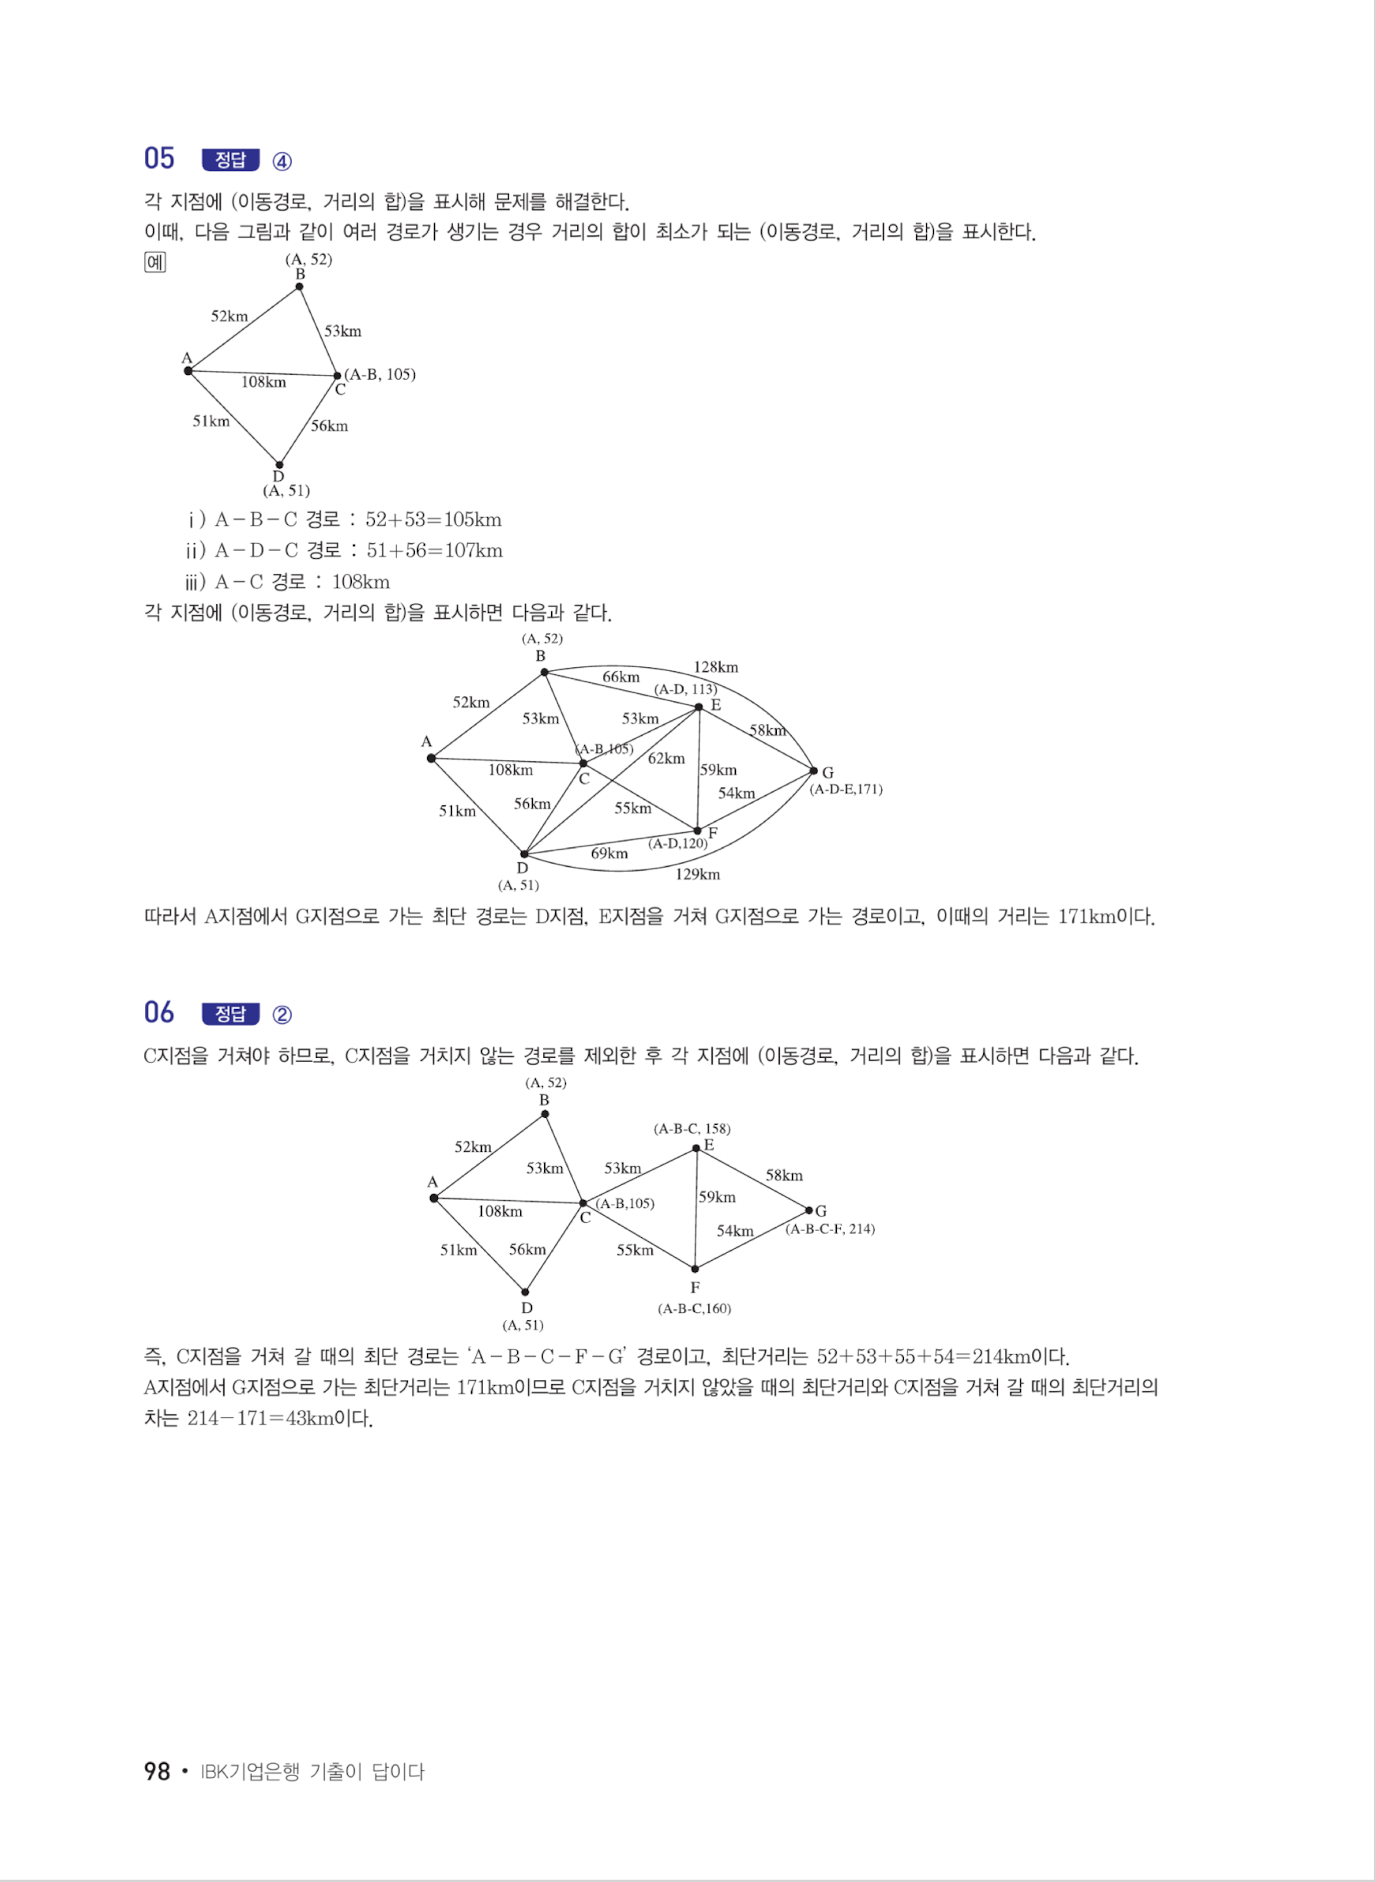 05 정답 ④
각 지점에 (이동경로, 거리의 합)을 표시해 문제를 해결한다.
이때, 다음 그림과 같이 여러 경로가 생기는 경우 거리의 합이 최소가 되는 (이동경로, 거리의 합)을 표시한다.
예
(A, 52)
B
52km
53km
A
108km
(A-B, 105)
C
51km
56km
D
(A, 51)
ⅰ) A-B-C 경로 : 52+53=105km
ⅱ) A-D-C 경로 : 51+56=107km
ⅲ) A-C 경로 : 108km
각 지점에 (이동경로, 거리의 합)을 표시하면 다음과 같다.
(A, 52)
B
128km
66km
(A-D, 113)
E
52km
53km
53km
58km
A
(A-B,105)
62km
108km
C
59km
G
54km
(A-D-E,171)
51km
56km
55km
F
(A-D,120)
69km
D
129km
(A, 51)
따라서 A지점에서 G지점으로 가는 최단 경로는 D지점, E지점을 거쳐 G지점으로 가는 경로이고, 이때의 거리는 171km이다.
06 정답 ②
C지점을 거쳐야 하므로, C지점을 거치지 않는 경로를 제외한 후 각 지점에 (이동경로, 거리의 합)을 표시하면 다음과 같다.
(A, 52)
B
(A-B-C, 158)
E
52km
53km
53km
58km
A
59km
108km
(A-B,105)
C
G
54km
(A-B-C-F, 214)
51km
56km
55km
F
D
(A-B-C,160)
(A, 51)
즉, C지점을 거쳐 갈 때의 최단 경로는 ‘A-B-C-F-G’ 경로이고, 최단거리는 52+53+55+54=214km이다.
A지점에서 G지점으로 가는 최단거리는 171km이므로 C지점을 거치지 않았을 때의 최단거리와 C지점을 거쳐 갈 때의 최단거리의
차는 214-171=43km이다.
98 • IBK기업은행 기출이 답이다